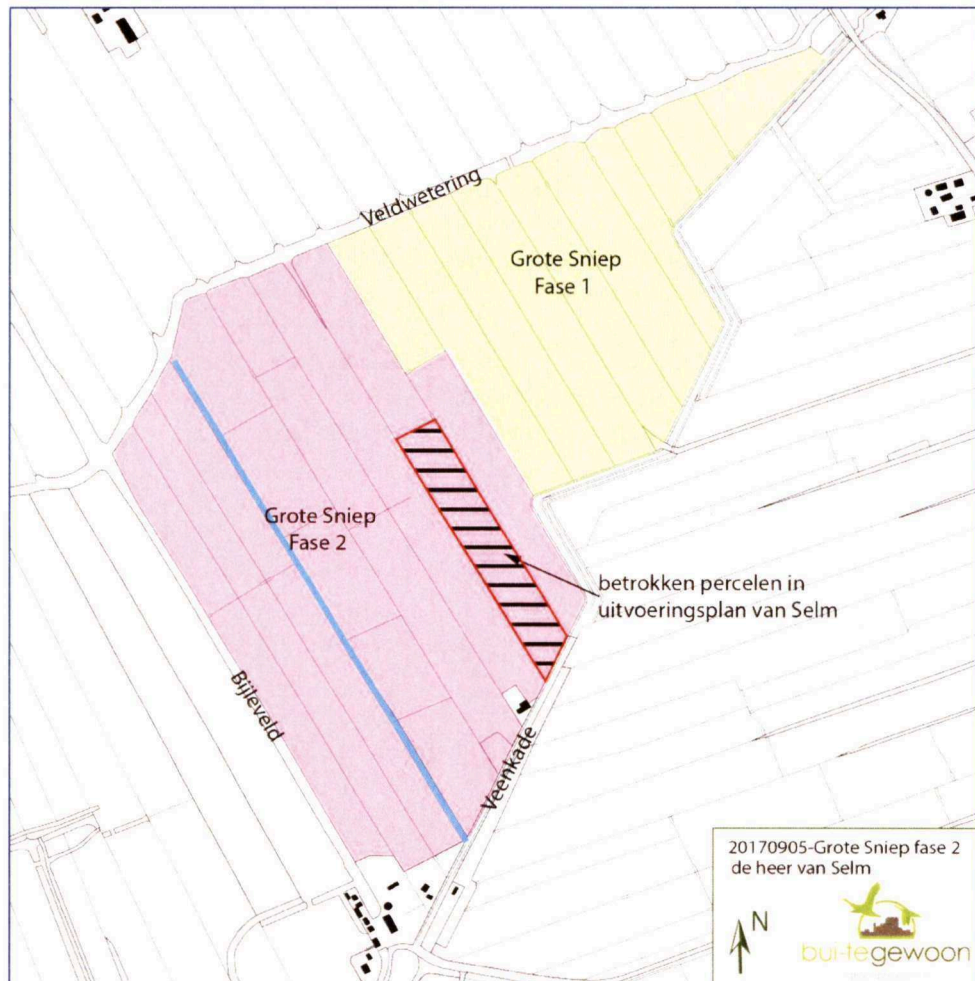 Veldwetering
Grote Sniep
Fase 1
Grote Sniep
Fase 2
betrokken percelen in
uitvoeringsplan van Selm
Bijleveld
Veenkade
20170905-Grote Sniep fase 2
de heer van Selm
N
bui-tegewoon